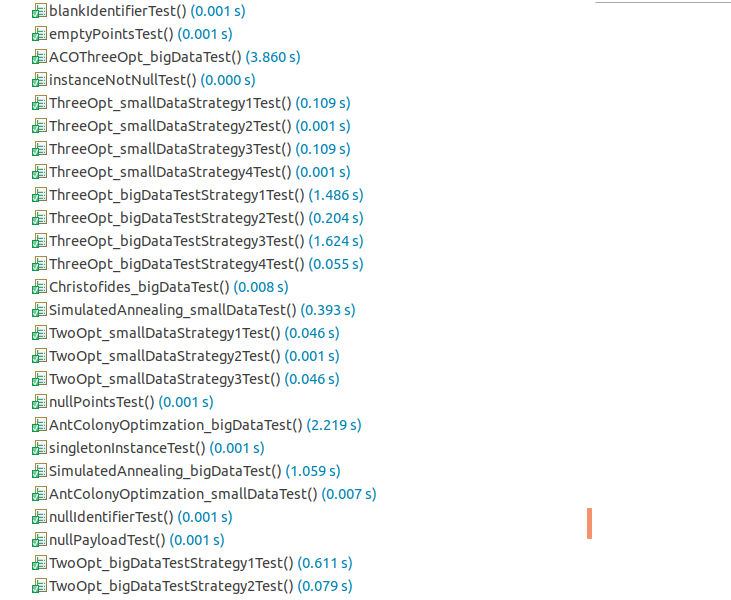 blankIdentifierTest() (0.001 s)
emptyPointsTest() (0.001 s)
ACOThreeOpt_bigDataTest() (3.860 s)
instanceNotNullTest() (0.000 s)
ThreeOpt_smallDataStrategy1Test() (0.109 s)
ThreeOpt_smallDataStrategy2Test() (0.001 s)
ThreeOpt_smallDataStrategy3Test() (0.109 s)
ThreeOpt_smallDataStrategy4Test() (0.001 s)
ThreeOpt_bigDataTestStrategy1Test() (1.486 s)
ThreeOpt_bigDataTestStrategy2Test() (0.204 s)
ThreeOpt_bigDataTestStrategy3Test() (1.624 s)
ThreeOpt_bigDataTestStrategy4Test() (0.055 s)
Christofides_bigDataTest() (0.008 s)
SimulatedAnnealing_smallDataTest() (0.393 s)
TwoOpt_smallDataStrategy1Test() (0.046 s)
TwoOpt_smallDataStrategy2Test() (0.001 s)
TwoOpt_smallDataStrategy3Test() (0.046 s)
nullPointsTest() (0.001 s)
AntColonyOptimzation_bigDataTest() (2.219 s)
singletonInstanceTest() (0.001 s)
SimulatedAnnealing_bigDataTest() (1.059 s)
AntColonyOptimzation_smallDataTest() (0.007 s)
nullIdentifierTest() (0.001 s)
nullPayloadTest() (0.001 s)
TwoOpt_bigDataTestStrategy1Test() (0.611 s)
TwoOpt_bigDataTestStrategy2Test() (0.079 s)